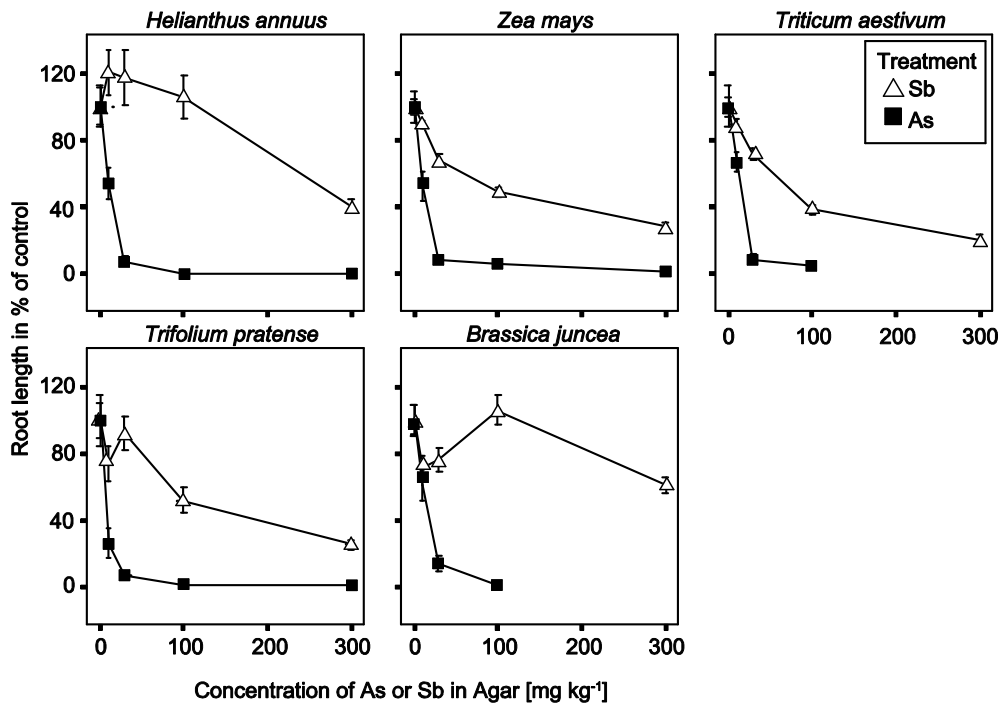 Helianthus annuus
Zea mays
Triticum aestivum
Treatment
Sb
As
120
80
40
0
0 100 200 300
Trifolium pratense
Brassica juncea
120
80
40
0
0 100 200 300
0 100 200 300
Root length in % of control
Concentration of As or Sb in Agar [mg kg⁻¹]